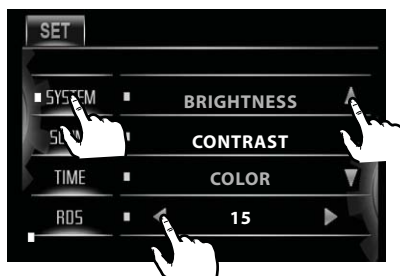 SET
SYSTEM BRIGHTNESS
CONTRAST
TIME COLOR
RDS 15